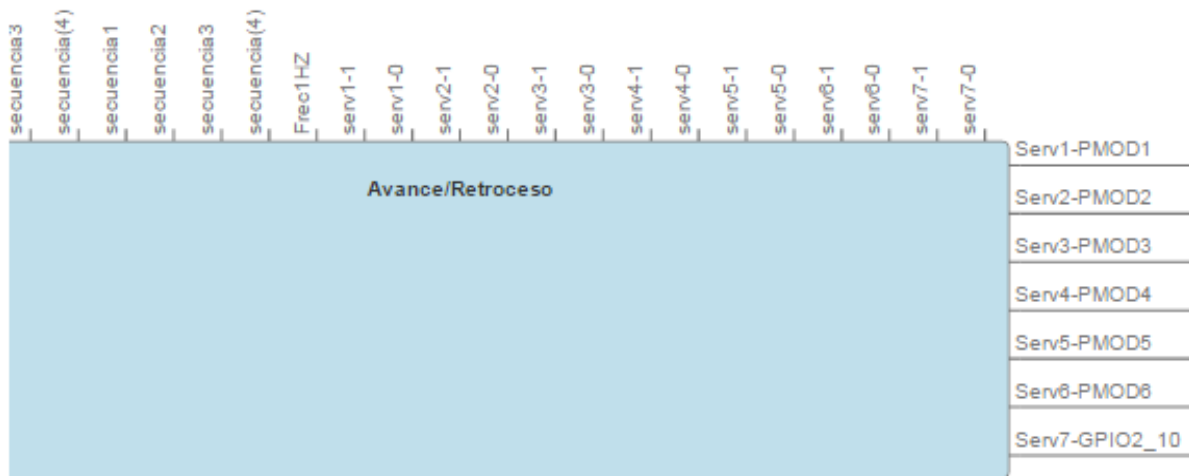 secuencia3
secuencia(4)
secuencia1
secuencia2
secuencia3
secuencia(4)
Frec1HZ
serv1-1
serv1-0
serv2-1
serv2-0
serv3-1
serv3-0
serv4-1
serv4-0
serv5-1
serv5-0
serv6-1
serv6-0
serv7-1
serv7-0
Avance/Retroceso
Serv1-PMOD1
Serv2-PMOD2
Serv3-PMOD3
Serv4-PMOD4
Serv5-PMOD5
Serv6-PMOD6
Serv7-GPIO2_10